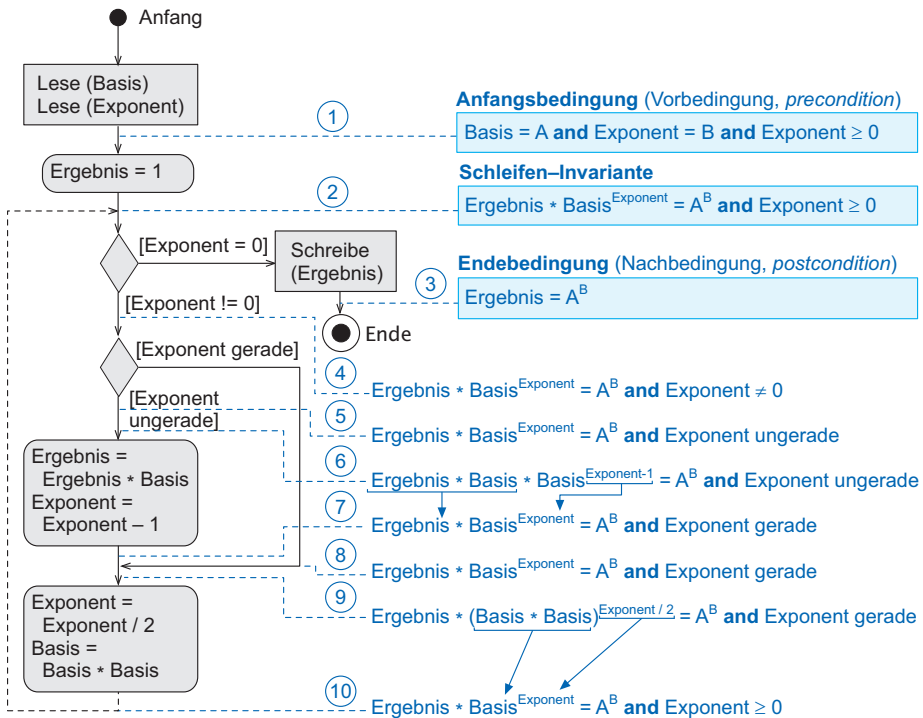 Anfang
Lese (Basis)
Lese (Exponent)
Anfangsbedingung (Vorbedingung, precondition)
1
Basis = A and Exponent = B and Exponent ≥ 0
Ergebnis = 1
Schleifen–Invariante
2
Ergebnis * Basis^Exponent = A^B and Exponent ≥ 0
[Exponent = 0]
Schreibe
(Ergebnis)
Endebedingung (Nachbedingung, postcondition)
3
Ergebnis = A^B
[Exponent != 0]
Ende
[Exponent gerade]
4
Ergebnis * Basis^Exponent = A^B and Exponent ≠ 0
[Exponent
ungerade]
5
Ergebnis * Basis^Exponent = A^B and Exponent ungerade
Ergebnis =
Ergebnis * Basis
Exponent =
Exponent – 1
6
Ergebnis * Basis * Basis^Exponent-1 = A^B and Exponent ungerade
7
Ergebnis * Basis^Exponent = A^B and Exponent gerade
8
Ergebnis * Basis^Exponent = A^B and Exponent gerade
9
Ergebnis * (Basis * Basis)^Exponent / 2 = A^B and Exponent gerade
Exponent =
Exponent / 2
Basis =
Basis * Basis
10
Ergebnis * Basis^Exponent = A^B and Exponent ≥ 0